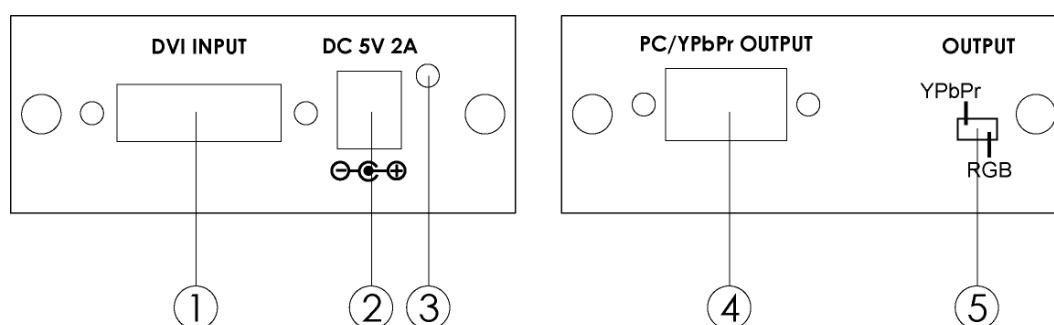 DVI INPUT
DC 5V 2A
1
2
3
PC/YPbPr OUTPUT
OUTPUT
YPbPr
RGB
4
5